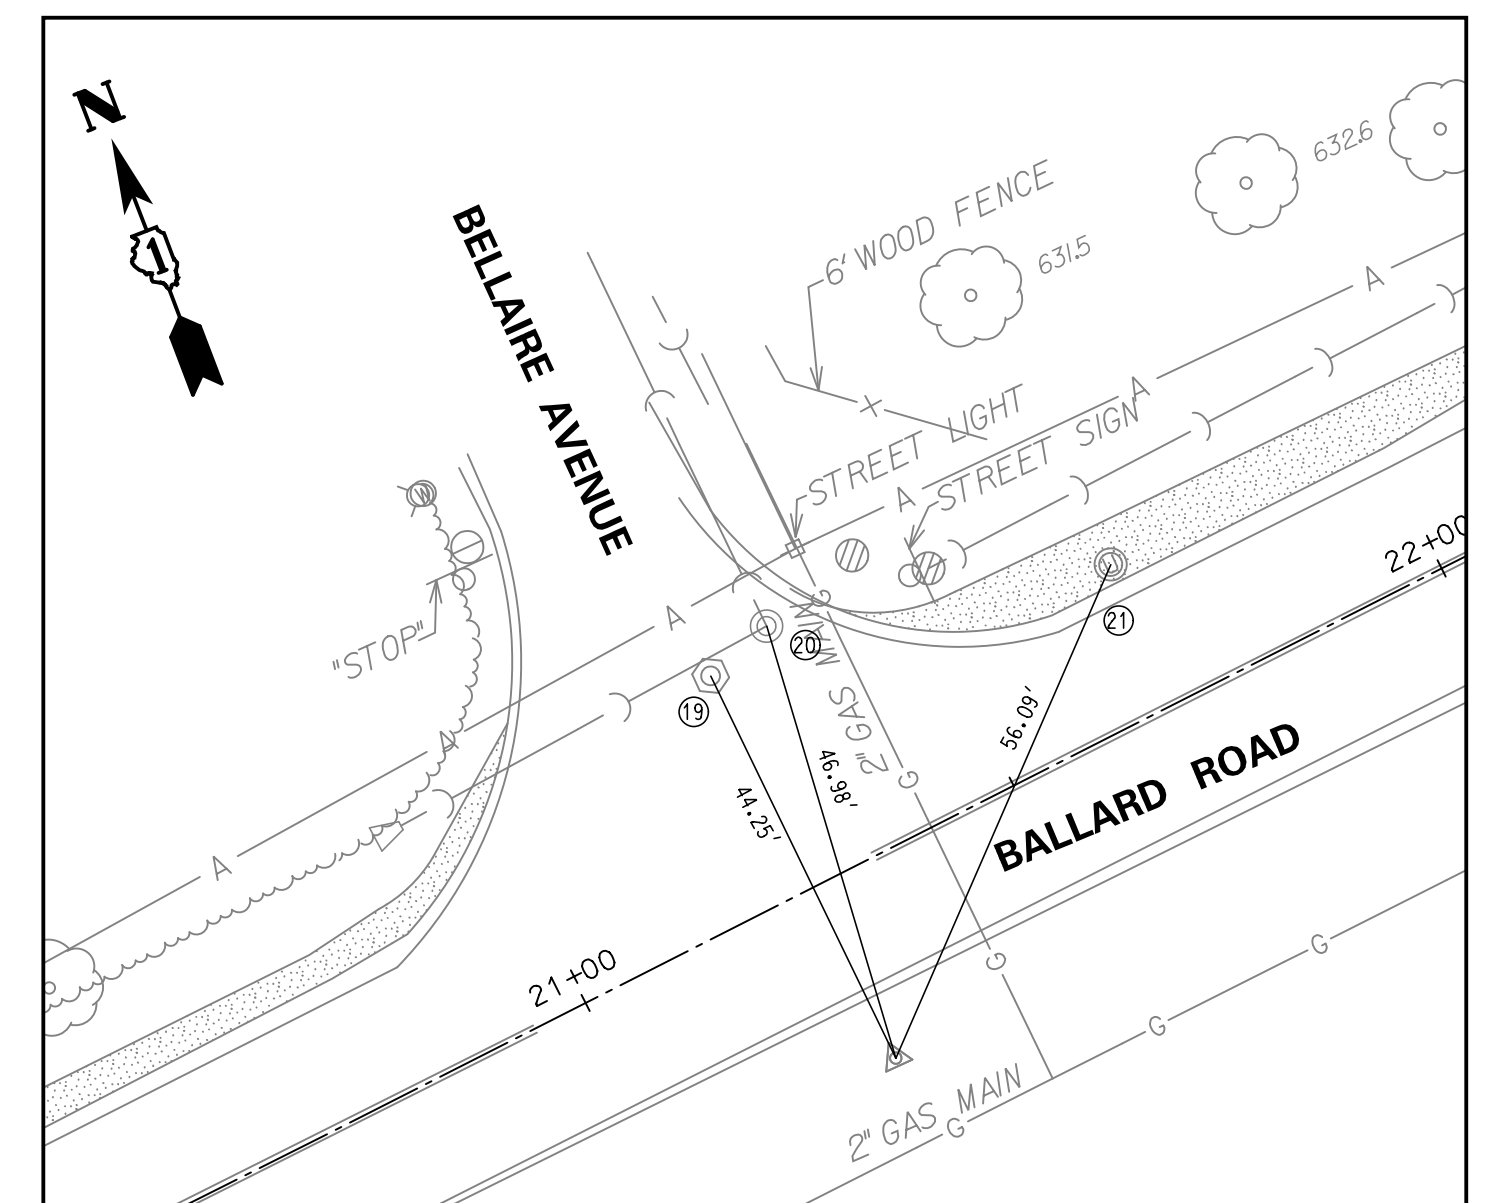 N
1
BELLAIRE AVENUE
6' WOOD FENCE
632.6
631.5
A
A
STREET LIGHT
STREET SIGN
A
W
22+00
"STOP"
A
G
20
21
19
2" GAS MAIN
56.09'
46.98'
44.25'
G
A
BALLARD ROAD
A
21+00
G
G
G
2" GAS MAIN
G